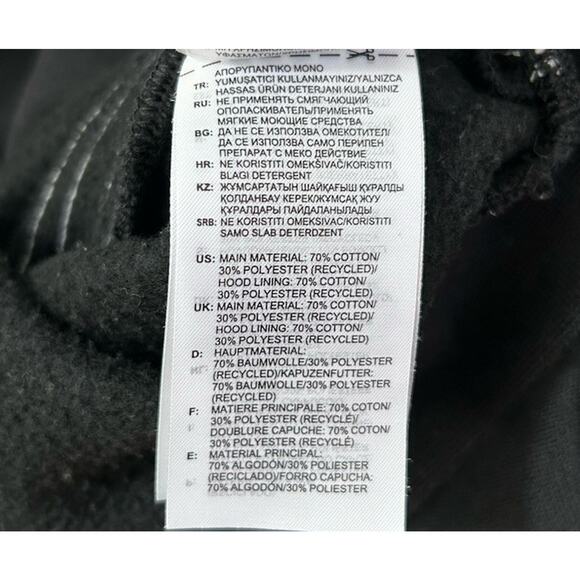 ΑΠΟΡΥΠΑΝΤΙΚΟ ΜΟΝΟ
TR: YUMUŞATICI KULLANMAYINIZ/YALNIZCA
HASSAS ÜRÜN DETERJANI KULLANINIZ
RU: НЕ ПРИМЕНЯТЬ СМЯГЧАЮЩИЙ
ОПОЛАСКИВАТЕЛЬ/ПРИМЕНЯТЬ
МЯГКИЕ МОЮЩИЕ СРЕДСТВА
BG: ДА НЕ СЕ ИЗПОЛЗВА ОМЕКОТИТЕЛ/
ДА СЕ ИЗПОЛЗВА САМО ПЕРИЛЕН
ПРЕПАРАТ С МЕКО ДЕЙСТВИЕ
HR: NE KORISTITI OMEKŠIVAČ/KORISTITI
BLAGI DETERGENT
KZ: ЖҰМСАРТАТЫН ШАЙҚАҒЫШ ҚҰРАЛДЫ
ҚОЛДАНБАУ КЕРЕК/ЖҰМСАҚ ЖУУ
ҚҰРАЛДАРЫ ПАЙДАЛАНЫЛАДЫ
SRB: NE KORISTITI OMEKSIVAC/KORISTITI
SAMO SLAB DETERDZENT
US: MAIN MATERIAL: 70% COTTON/
30% POLYESTER (RECYCLED)/
HOOD LINING: 70% COTTON/
30% POLYESTER (RECYCLED)
UK: MAIN MATERIAL: 70% COTTON/
30% POLYESTER (RECYCLED)/
HOOD LINING: 70% COTTON/
30% POLYESTER (RECYCLED)
D: HAUPTMATERIAL:
70% BAUMWOLLE/30% POLYESTER
(RECYCLED)/KAPUZENFUTTER:
70% BAUMWOLLE/30% POLYESTER
(RECYCLED)
F: MATIERE PRINCIPALE: 70% COTON/
30% POLYESTER (RECYCLÉ)/
DOUBLURE CAPUCHE: 70% COTON/
30% POLYESTER (RECYCLÉ)
E: MATERIAL PRINCIPAL:
70% ALGODÓN/30% POLIESTER
(RECICLADO)/FORRO CAPUCHA:
70% ALGODÓN/30% POLIESTER